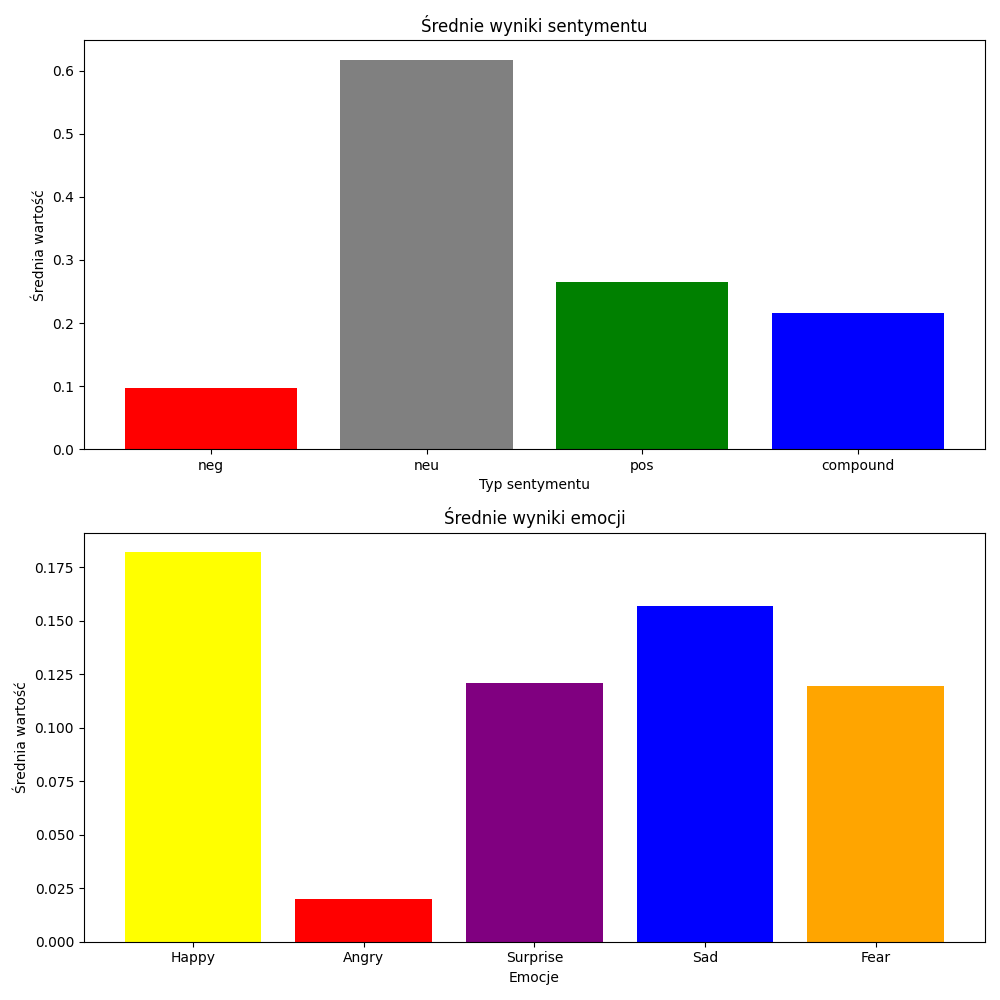 Średnie wyniki sentymentu
0.6
0.5
0.4
0.3
0.2
0.1
0.0
Średnia wartość
neg neu pos compound
Typ sentymentu
Średnie wyniki emocji
0.175
0.150
0.125
0.100
0.075
0.050
0.025
0.000
Średnia wartość
Happy Angry Surprise Sad Fear
Emocje